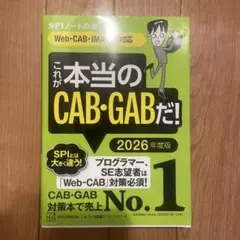 SPIノートの会
Web-CAB・IMAGES対応
これが
本当の
CAB・GABだ!
2026年度版
SPIとは
大きく違う!
プログラマー、
SE志望者は
「Web-CAB」対策必須!
CAB・GAB
対策本で売上
No.1